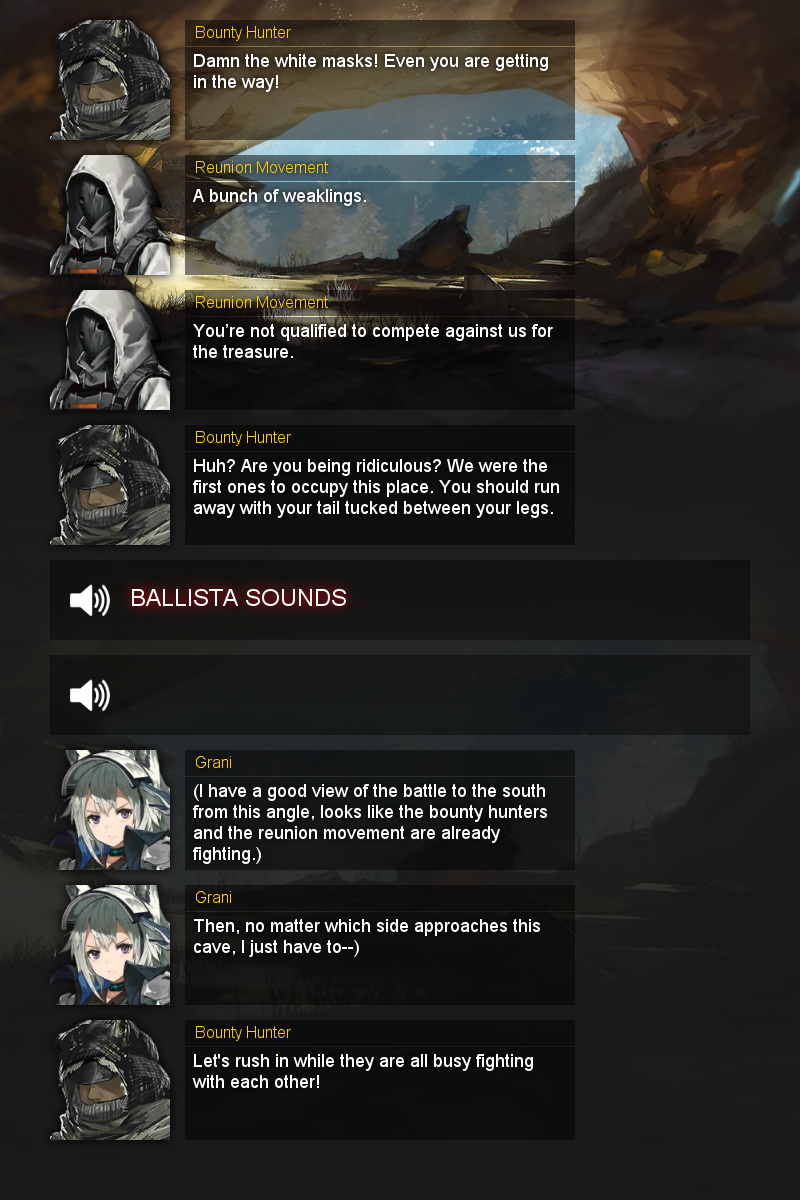 Bounty Hunter
Damn the white masks! Even you are getting
in the way!
Reunion Movement
A bunch of weaklings.
Reunion Movement
You're not qualified to compete against us for
the treasure.
Bounty Hunter
Huh? Are you being ridiculous? We were the
first ones to occupy this place. You should run
away with your tail tucked between your legs.
BALLISTA SOUNDS
Grani
(I have a good view of the battle to the south
from this angle, looks like the bounty hunters
and the reunion movement are already
fighting.)
Grani
Then, no matter which side approaches this
cave, I just have to--)
Bounty Hunter
Let's rush in while they are all busy fighting
with each other!